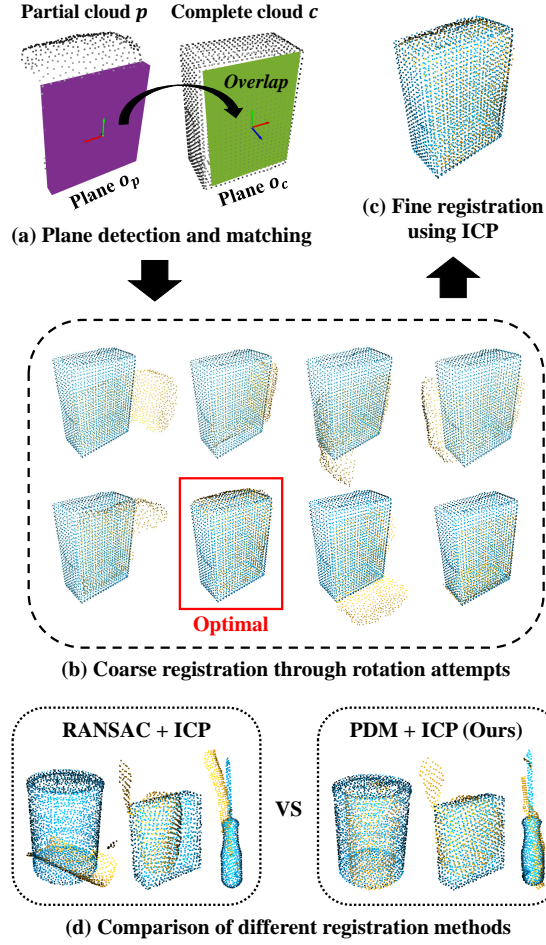 Partial cloud p
Complete cloud c
Overlap
Plane o_p
Plane o_c
(a) Plane detection and matching
(c) Fine registration
using ICP
Optimal
(b) Coarse registration through rotation attempts
RANSAC + ICP
VS
PDM + ICP (Ours)
(d) Comparison of different registration methods